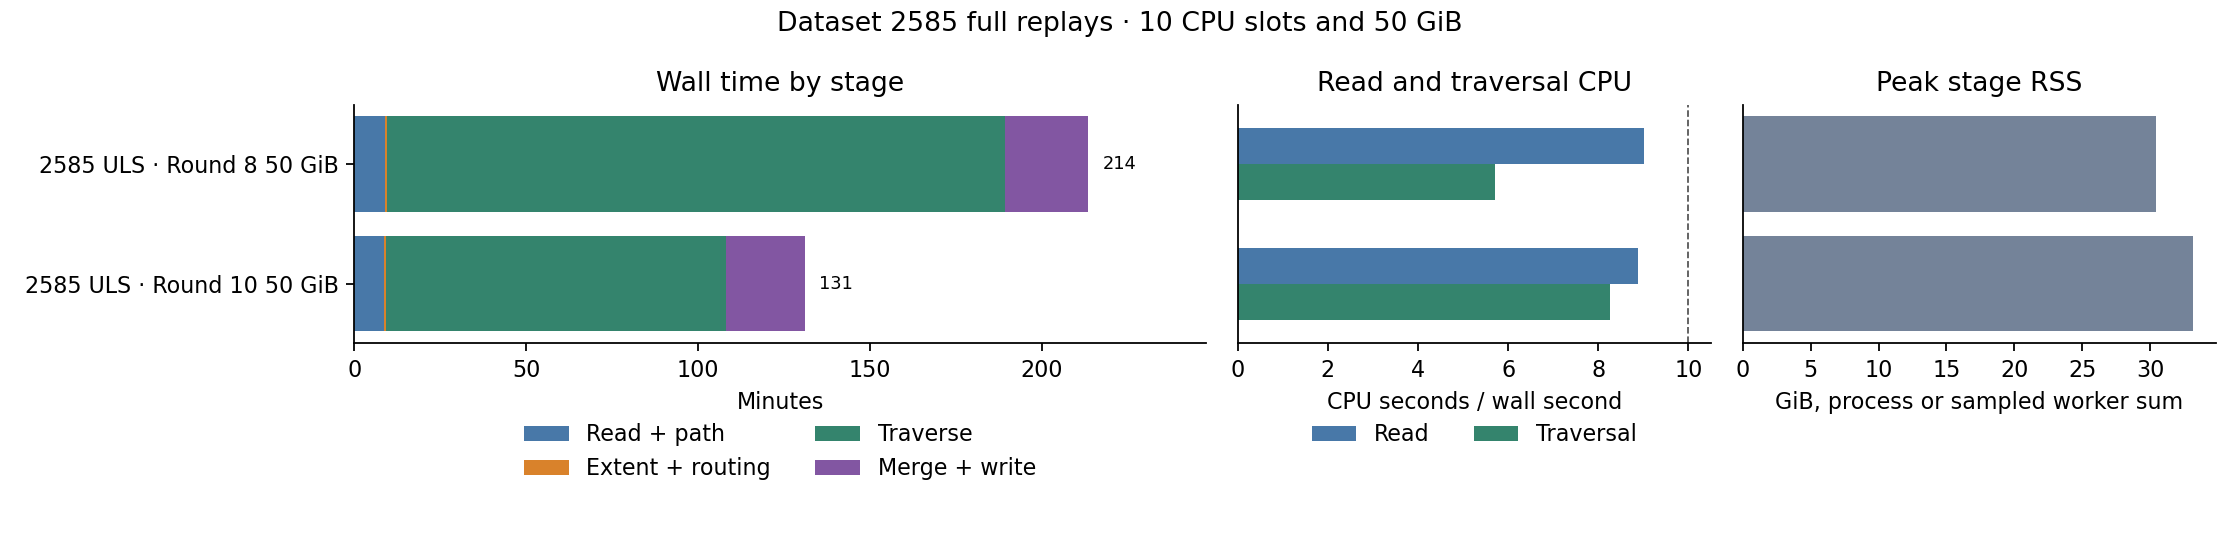 Dataset 2585 full replays · 10 CPU slots and 50 GiB
Wall time by stage
2585 ULS · Round 8 50 GiB
214
2585 ULS · Round 10 50 GiB
131
0 50 100 150 200
Minutes
Read + path
Traverse
Extent + routing
Merge + write
Read and traversal CPU
0 2 4 6 8 10
CPU seconds / wall second
Read
Traversal
Peak stage RSS
0 5 10 15 20 25 30
GiB, process or sampled worker sum